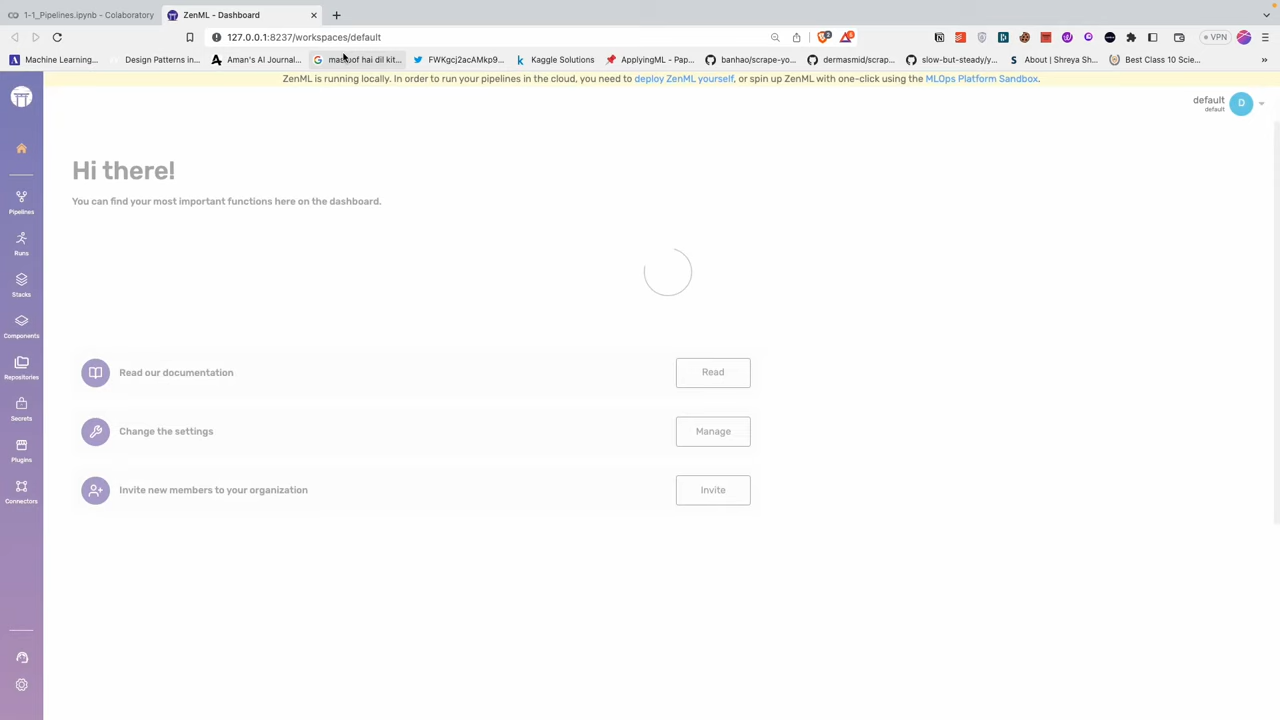 1-1_Pipelines.ipynb - Colaboratory
ZenML - Dashboard
127.0.0.1:8237/workspaces/default
VPN
Machine Learning...
Design Patterns in...
Aman's AI Journal...
hai dil kit...
FWKgcj2acAMkp9...
Kaggle Solutions
ApplyingML - Pap...
banhao/scrape-yo...
dermasmid/scrap...
slow-but-steady/y...
About | Shreya Sh...
Best Class 10 Scie...
ZenML is running locally. In order to run your pipelines in the cloud, you need to deploy ZenML yourself, or spin up ZenML with one-click using the MLOps Platform Sandbox.
default
default
D
Hi there!
You can find your most important functions here on the dashboard.
Pipelines
Runs
Stacks
Components
Repositories
Secrets
Plugins
Connectors
Read our documentation
Read
Change the settings
Manage
Invite new members to your organization
Invite